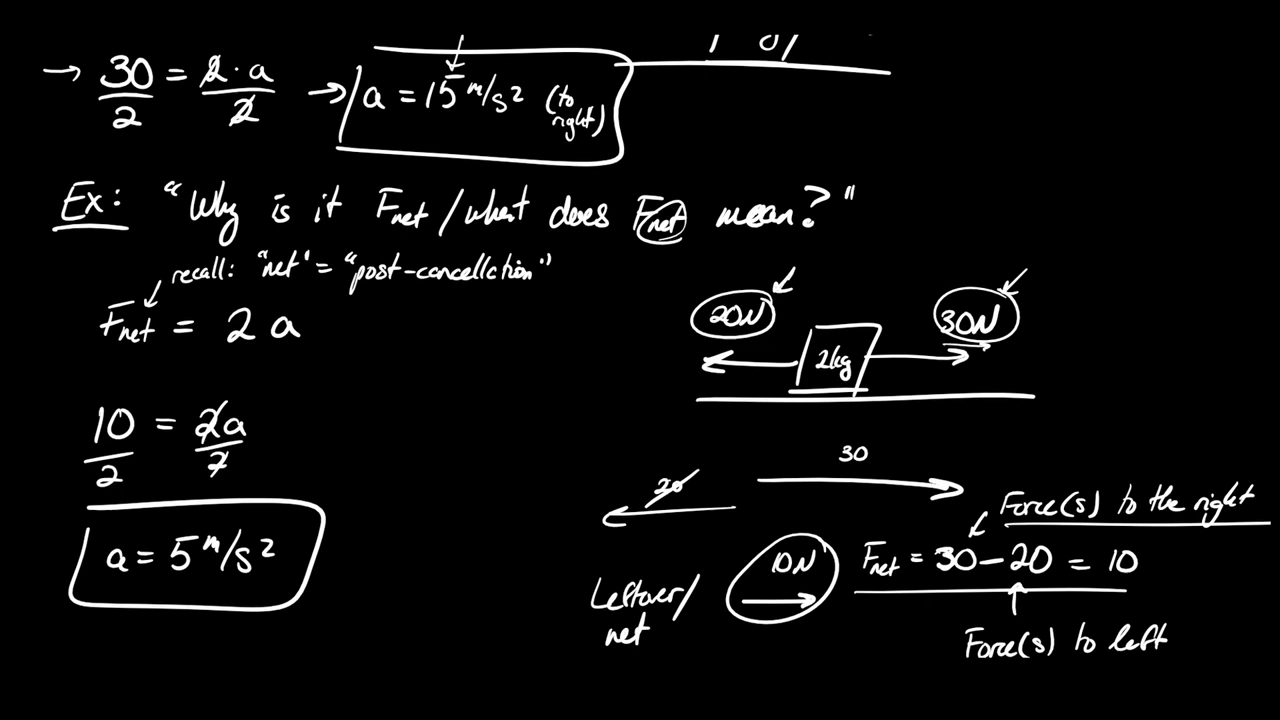 → 30/2 = 2·a/2 → a = 15 m/s² (to right)
Ex: "Why is it Fnet/what does Fnet mean?"
recall: "net" = "post-cancellction"
Fnet = 2a
20N
30N
2kg
10/2 = 2a/2
30
20
Force(s) to the right
a = 5 m/s²
10N
Fnet = 30-20 = 10
Leftover/
net
Force(s) to left